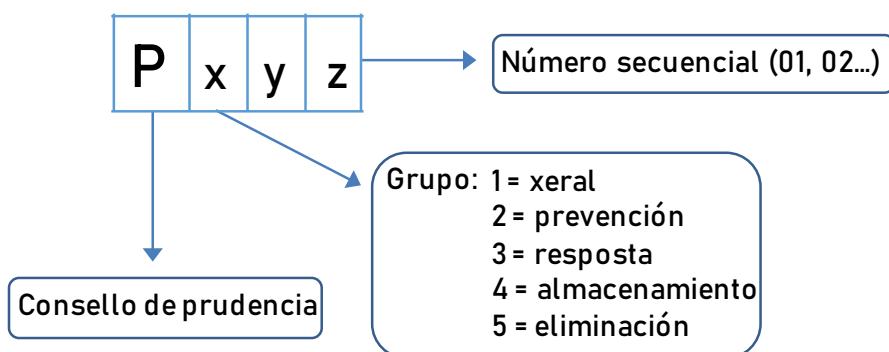 P x y z
Número secuencial (01, 02...)
Grupo: 1 = xeral
2 = prevención
3 = resposta
4 = almacenamiento
5 = eliminación
Consello de prudencia